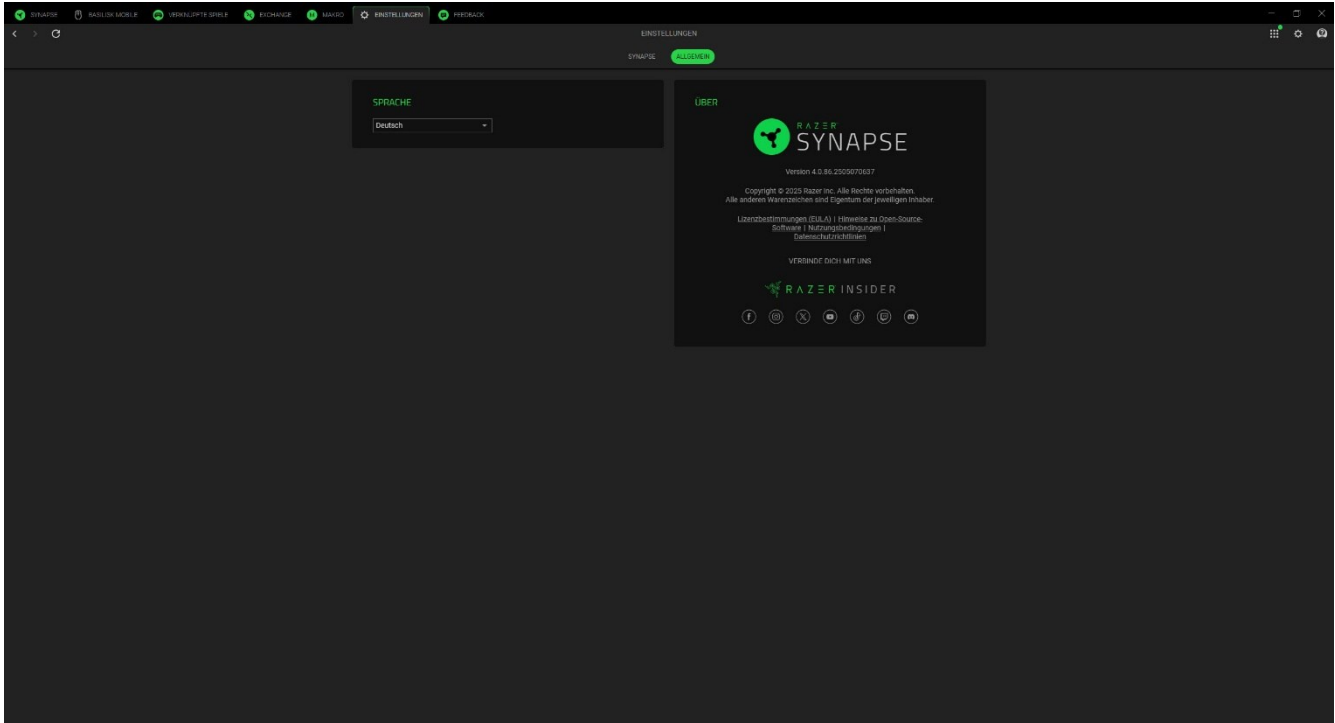 SYNAPSE BASILISK MOBILE VERKNÜPFTE SPIELE EXCHANGE MAKRO EINSTELLUNGEN FEEDBACK
EINSTELLUNGEN
SYNAPSE ALLGEMEIN
SPRACHE
Deutsch
ÜBER
RAZER
SYNAPSE
Version 4.0.86.2505070637
Copyright © 2025 Razer Inc. Alle Rechte vorbehalten.
Alle anderen Warenzeichen sind Eigentum der jeweiligen Inhaber.
Lizenzbestimmungen (EULA) | Hinweise zu Open-Source-
Software | Nutzungsbedingungen |
Datenschutzrichtlinien
VERBINDE DICH MIT UNS
RAZER INSIDER